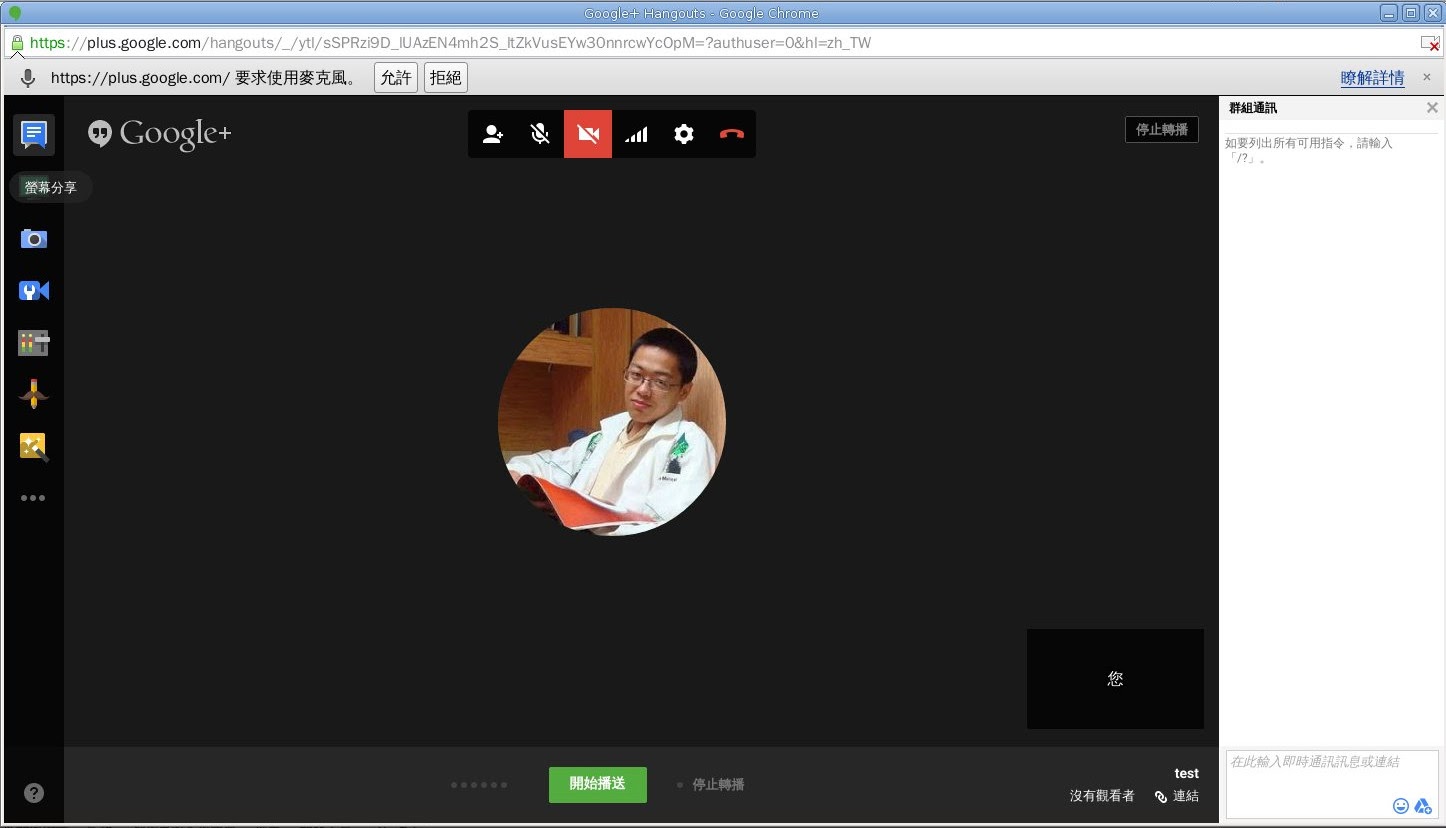 Google+ Hangouts - Google Chrome
https://plus.google.com/hangouts/_/ytl/sSPRzi9D_lUAzEN4mh2S_ltZkVusEYw30nnrcwYcOpM=?authuser=0&hl=zh_TW
https://plus.google.com/ 要求使用麥克風。 允許 拒絕 瞭解詳情
Google+
停止轉播
群組通訊
如要列出所有可用指令，請輸入
「/?」。
螢幕分享
您
開始播送
停止轉播
test
沒有觀看者 連結
在此輸入即時通訊訊息或連結